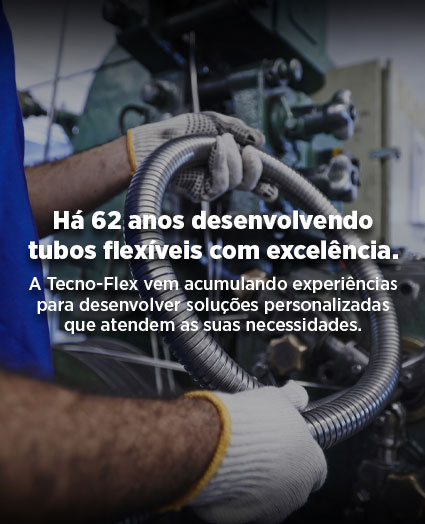 Há 62 anos desenvolvendo
tubos flexíveis com excelência.
A Tecno-Flex vem acumulando experiências
para desenvolver soluções personalizadas
que atendem as suas necessidades.